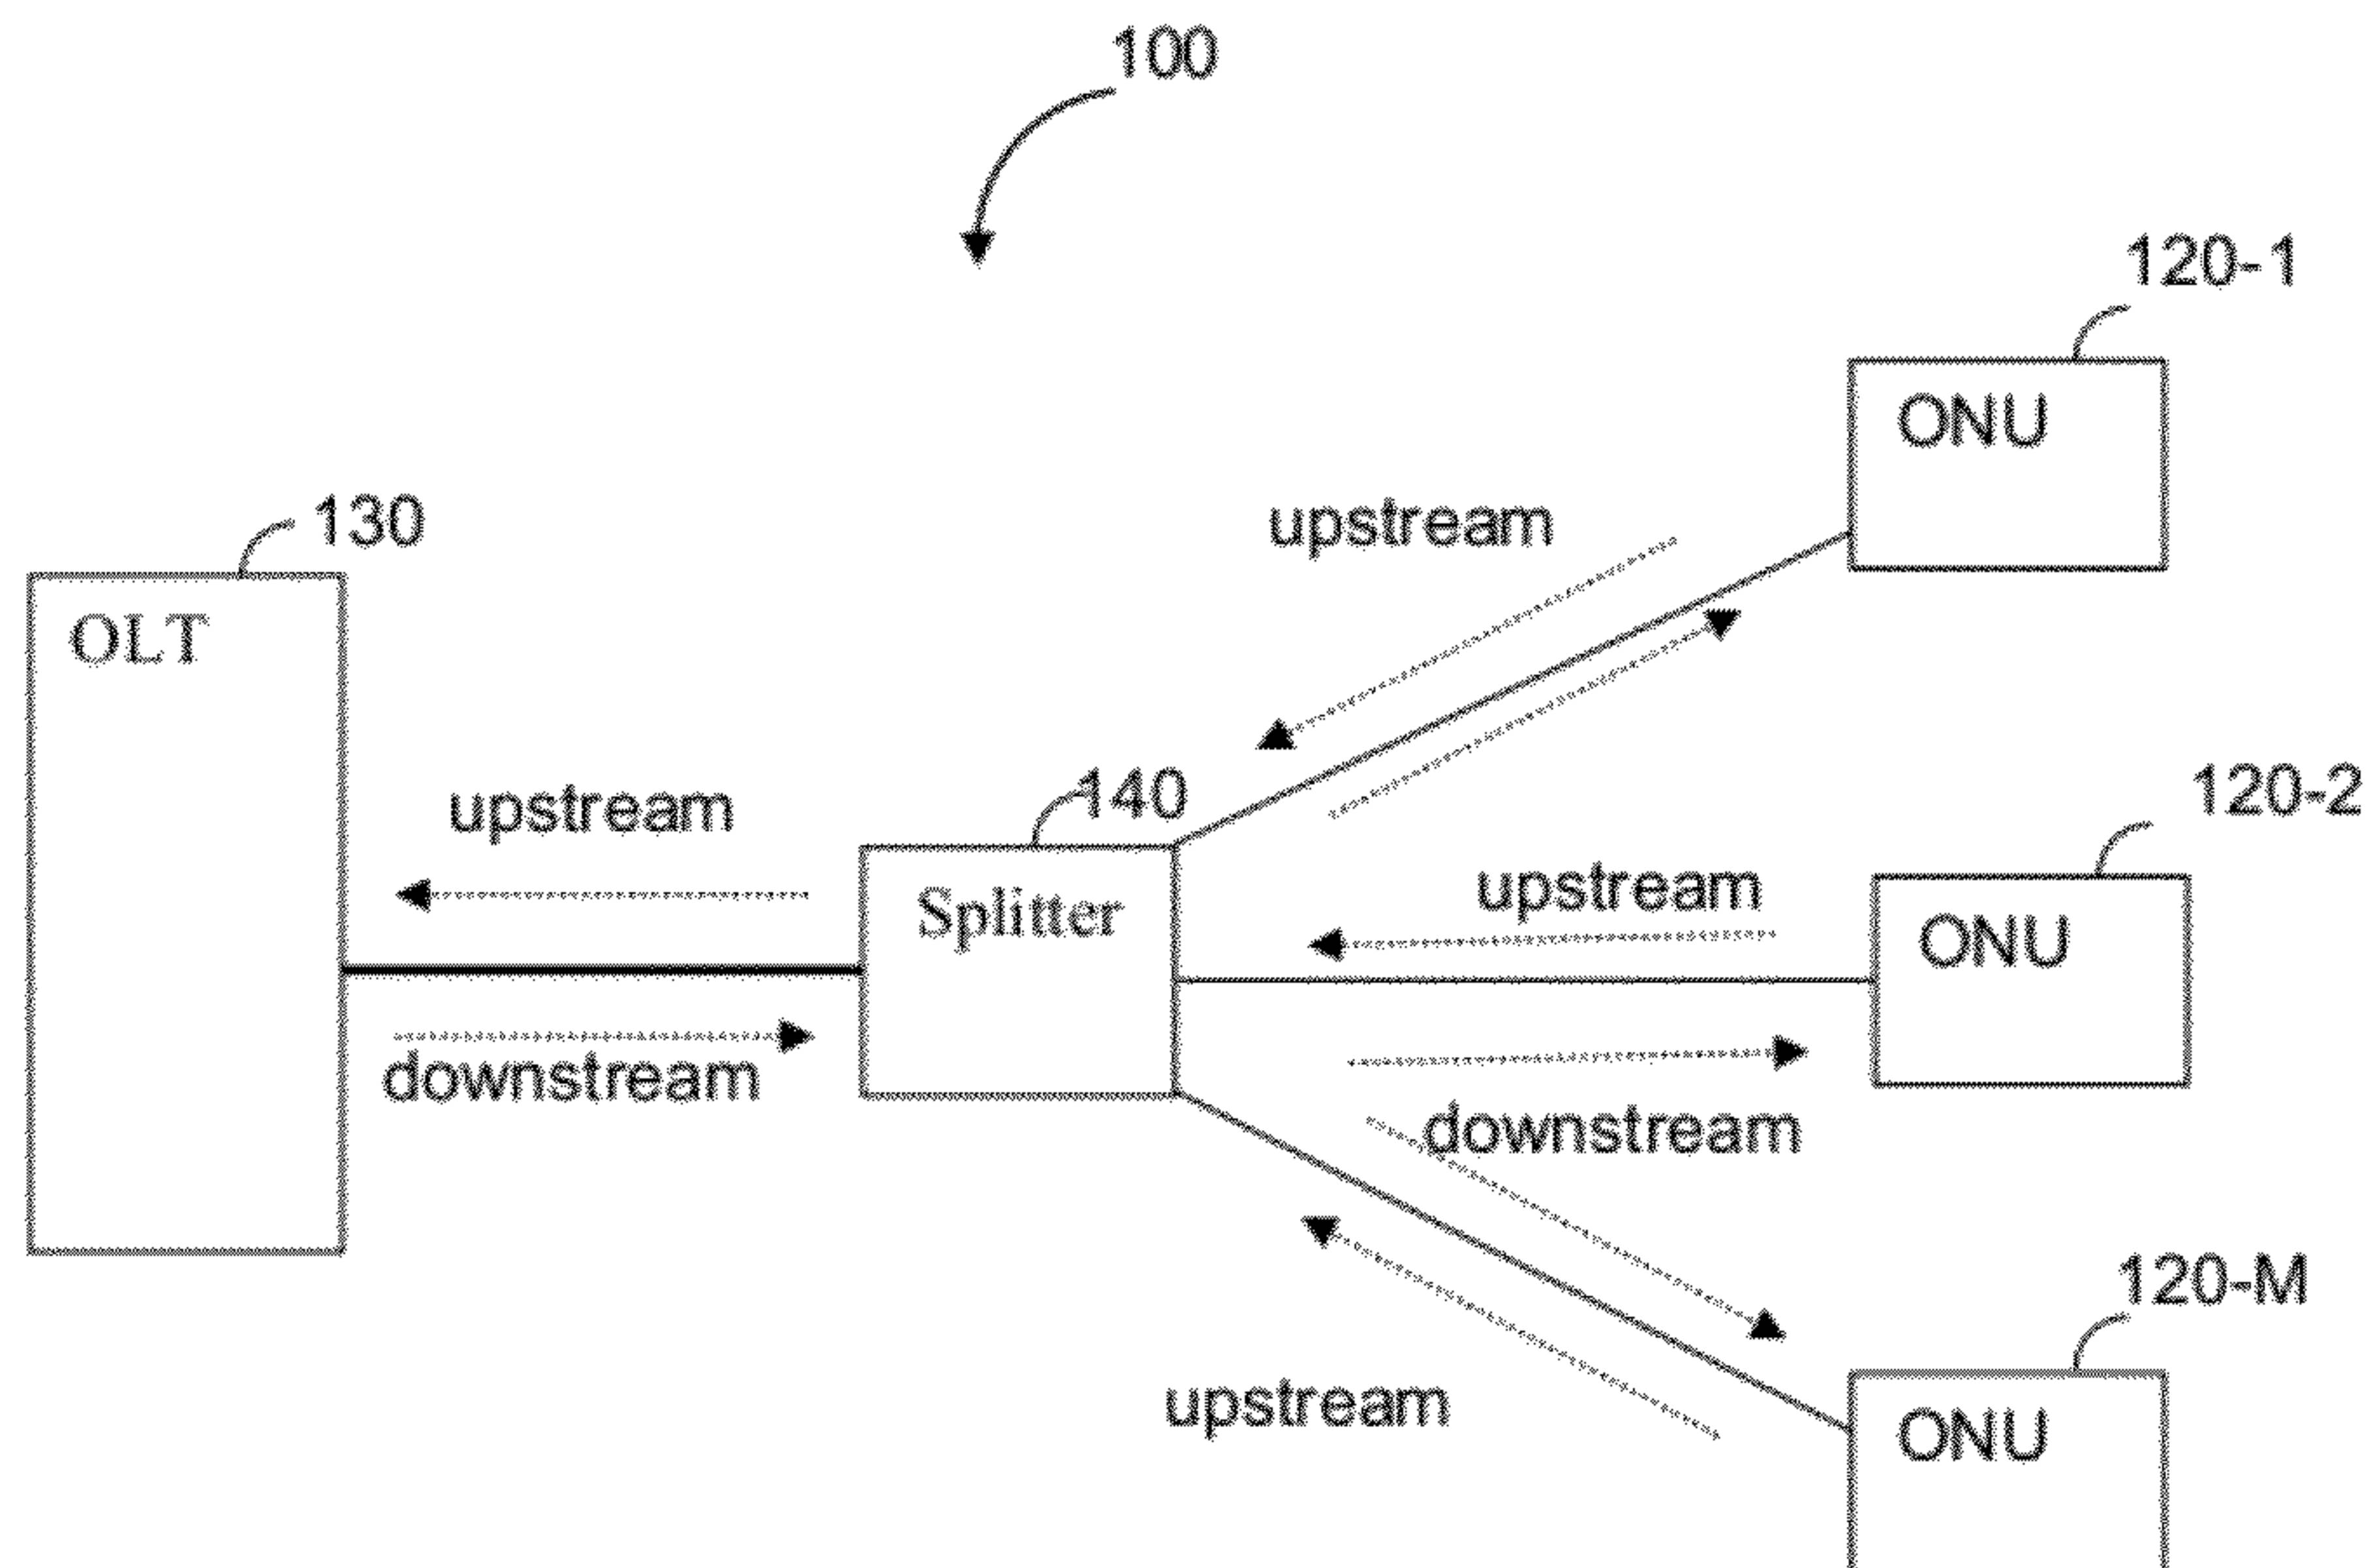 100
120-1
ONU
130
upstream
OLT
140
120-2
upstream
upstream
Splitter
ONU
downstream
downstream
120-M
upstream
ONU